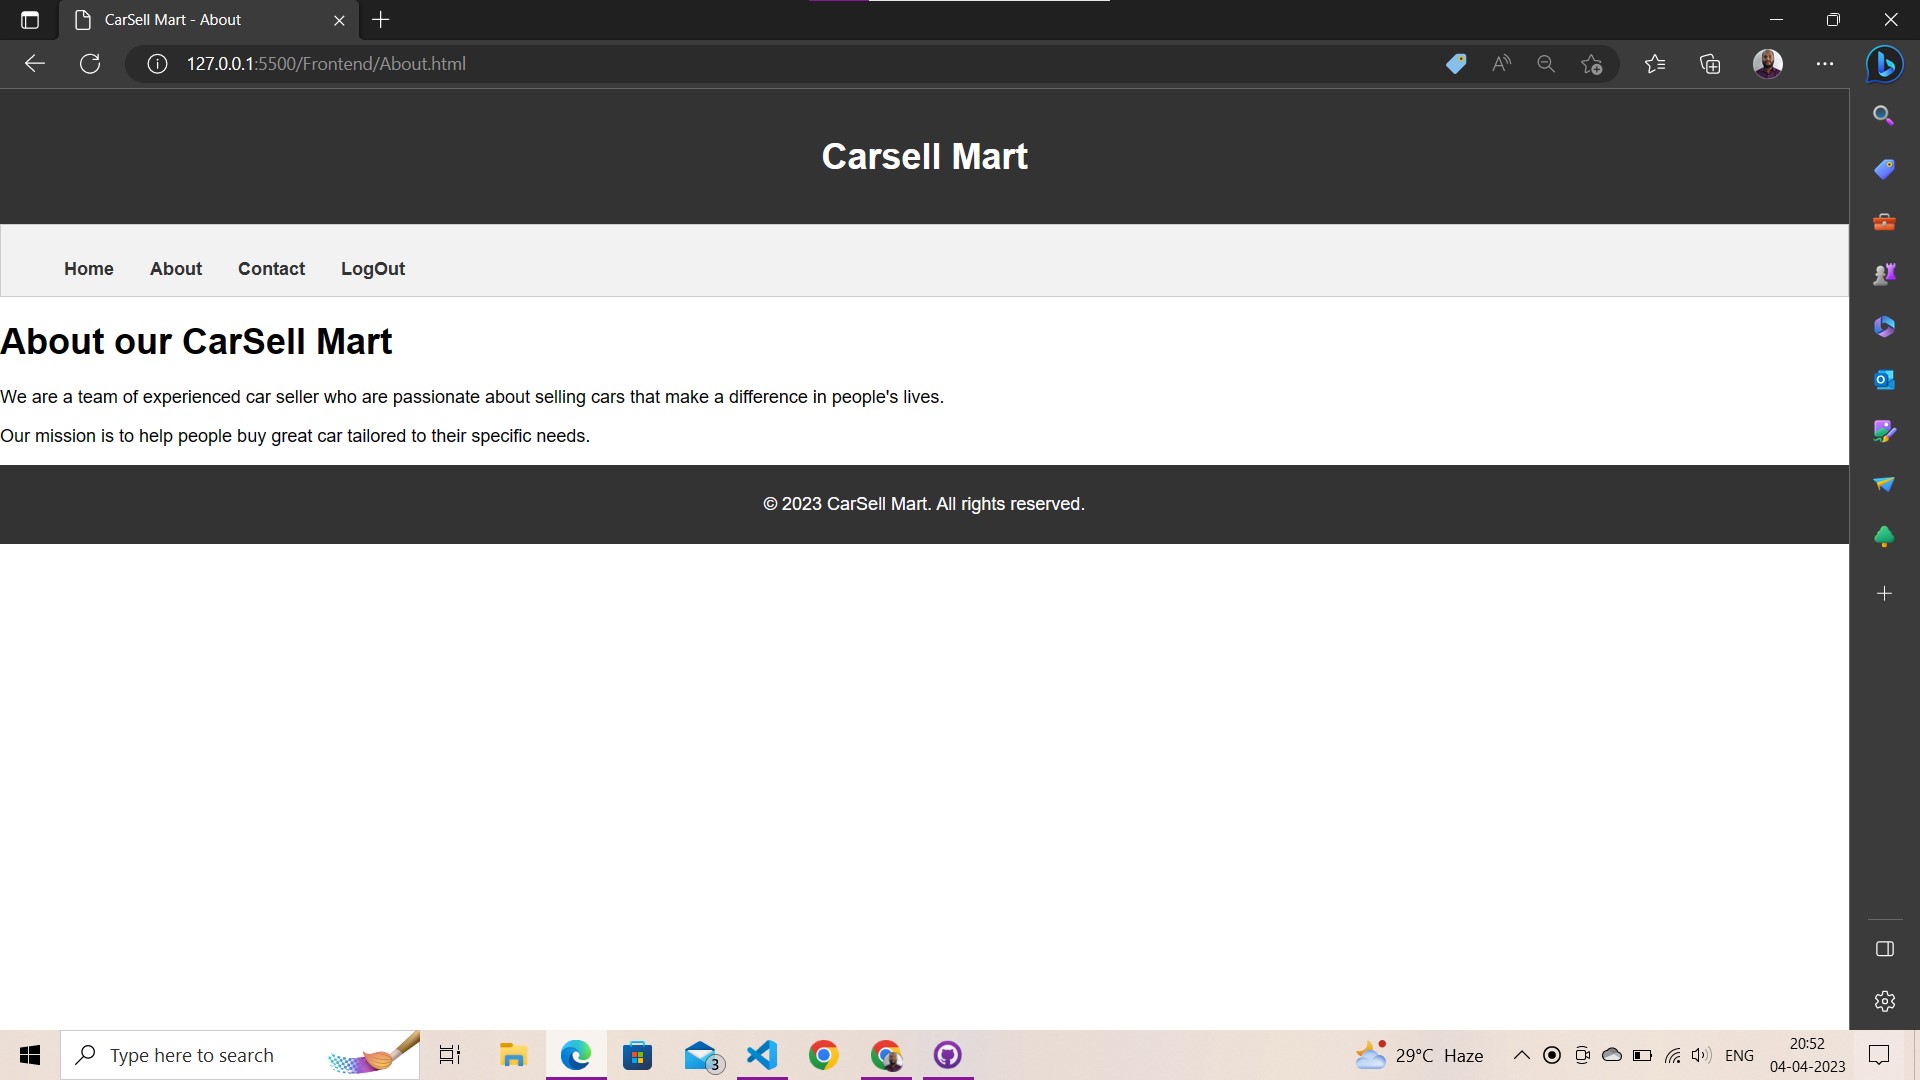 CarSell Mart - About
127.0.0.1:5500/Frontend/About.html
Carsell Mart
Home About Contact LogOut
About our CarSell Mart
We are a team of experienced car seller who are passionate about selling cars that make a difference in people's lives.
Our mission is to help people buy great car tailored to their specific needs.
© 2023 CarSell Mart. All rights reserved.
Type here to search
3
29°C Haze
ENG
20:52
04-04-2023